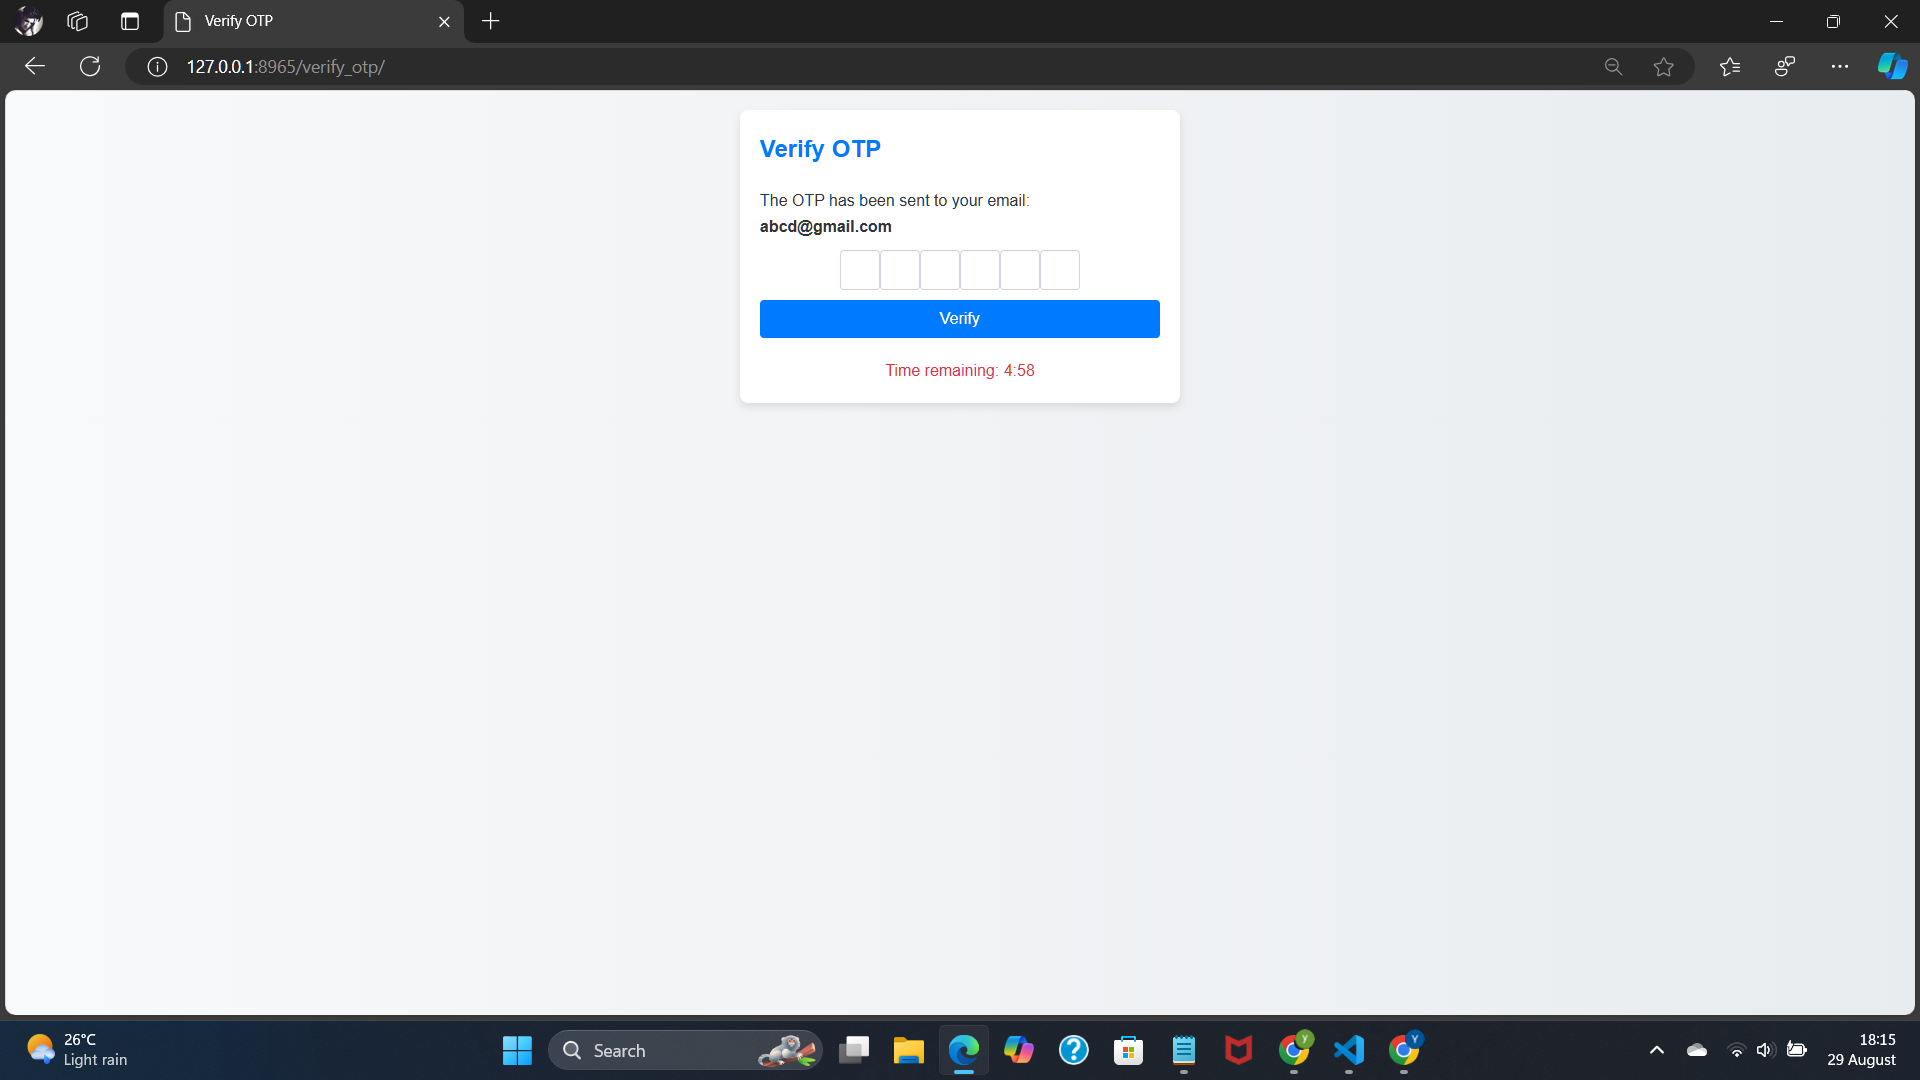 Verify OTP
127.0.0.1:8965/verify_otp/
Verify OTP
The OTP has been sent to your email:
abcd@gmail.com
Verify
Time remaining: 4:58
26°C
Light rain
Search
y
Y
18:15
29 August